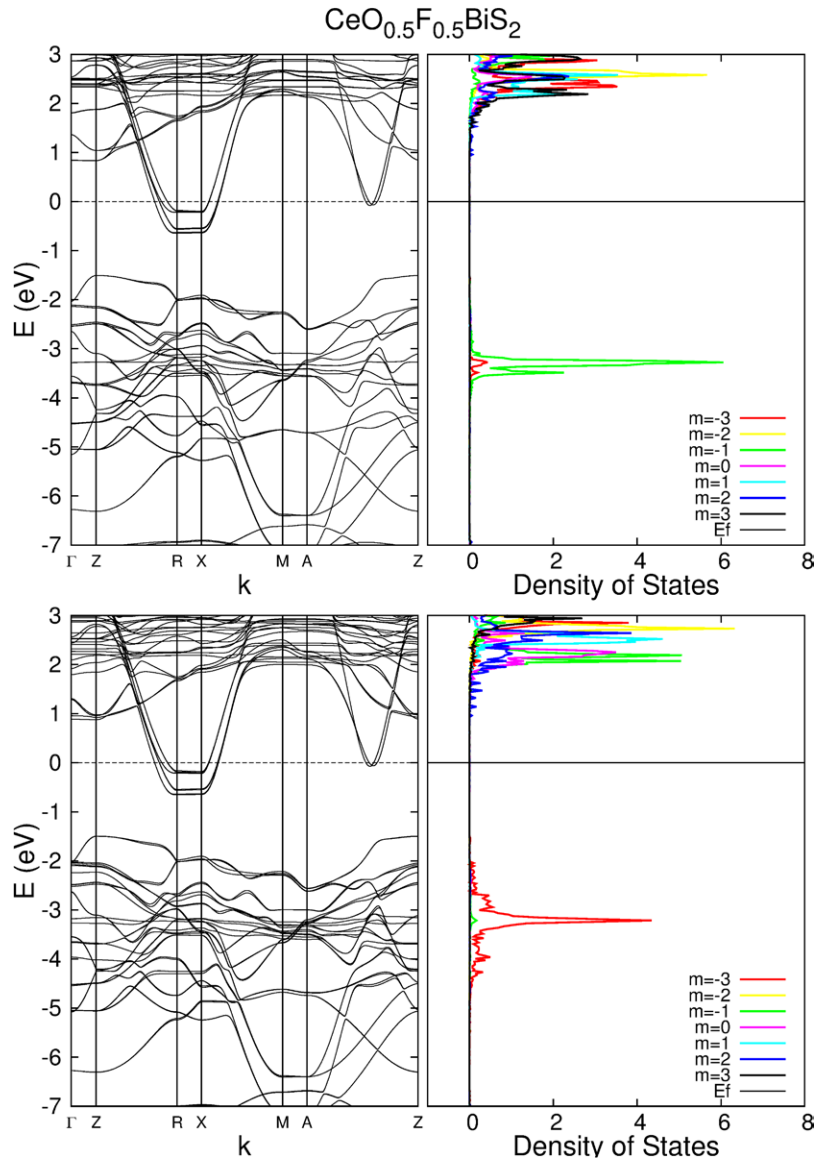 CeO0.5F0.5BiS2
3
2
1
0
-1
-2
-3
-4
-5
-6
-7
E (eV)
Γ Z R X M A Z
k
m=-3
m=-2
m=-1
m=0
m=1
m=2
m=3
Ef
0 2 4 6 8
Density of States
3
2
1
0
-1
-2
-3
-4
-5
-6
-7
E (eV)
Γ Z R X M A Z
k
m=-3
m=-2
m=-1
m=0
m=1
m=2
m=3
Ef
0 2 4 6 8
Density of States